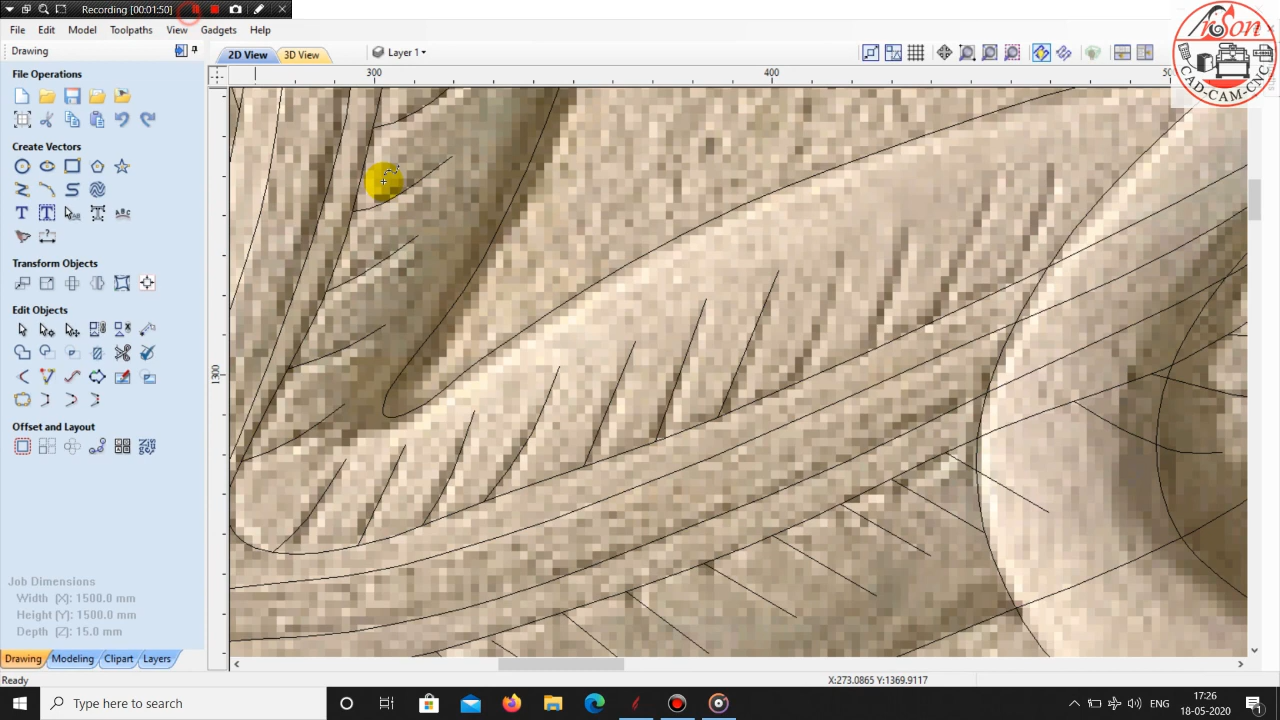 Recording [00:01:50]
File Edit Model Toolpaths View Gadgets Help
Drawing
2D View 3D View Layer 1
File Operations
Create Vectors
Transform Objects
Edit Objects
Offset and Layout
Job Dimensions
Width (X): 1500.0 mm
Height (Y): 1500.0 mm
Depth (Z): 15.0 mm
Drawing Modeling Clipart Layers
300 400
1300
Ready
X:273.0865 Y:1369.9117
Type here to search
ENG
17:26
18-05-2020
CAD-CAM-CNC